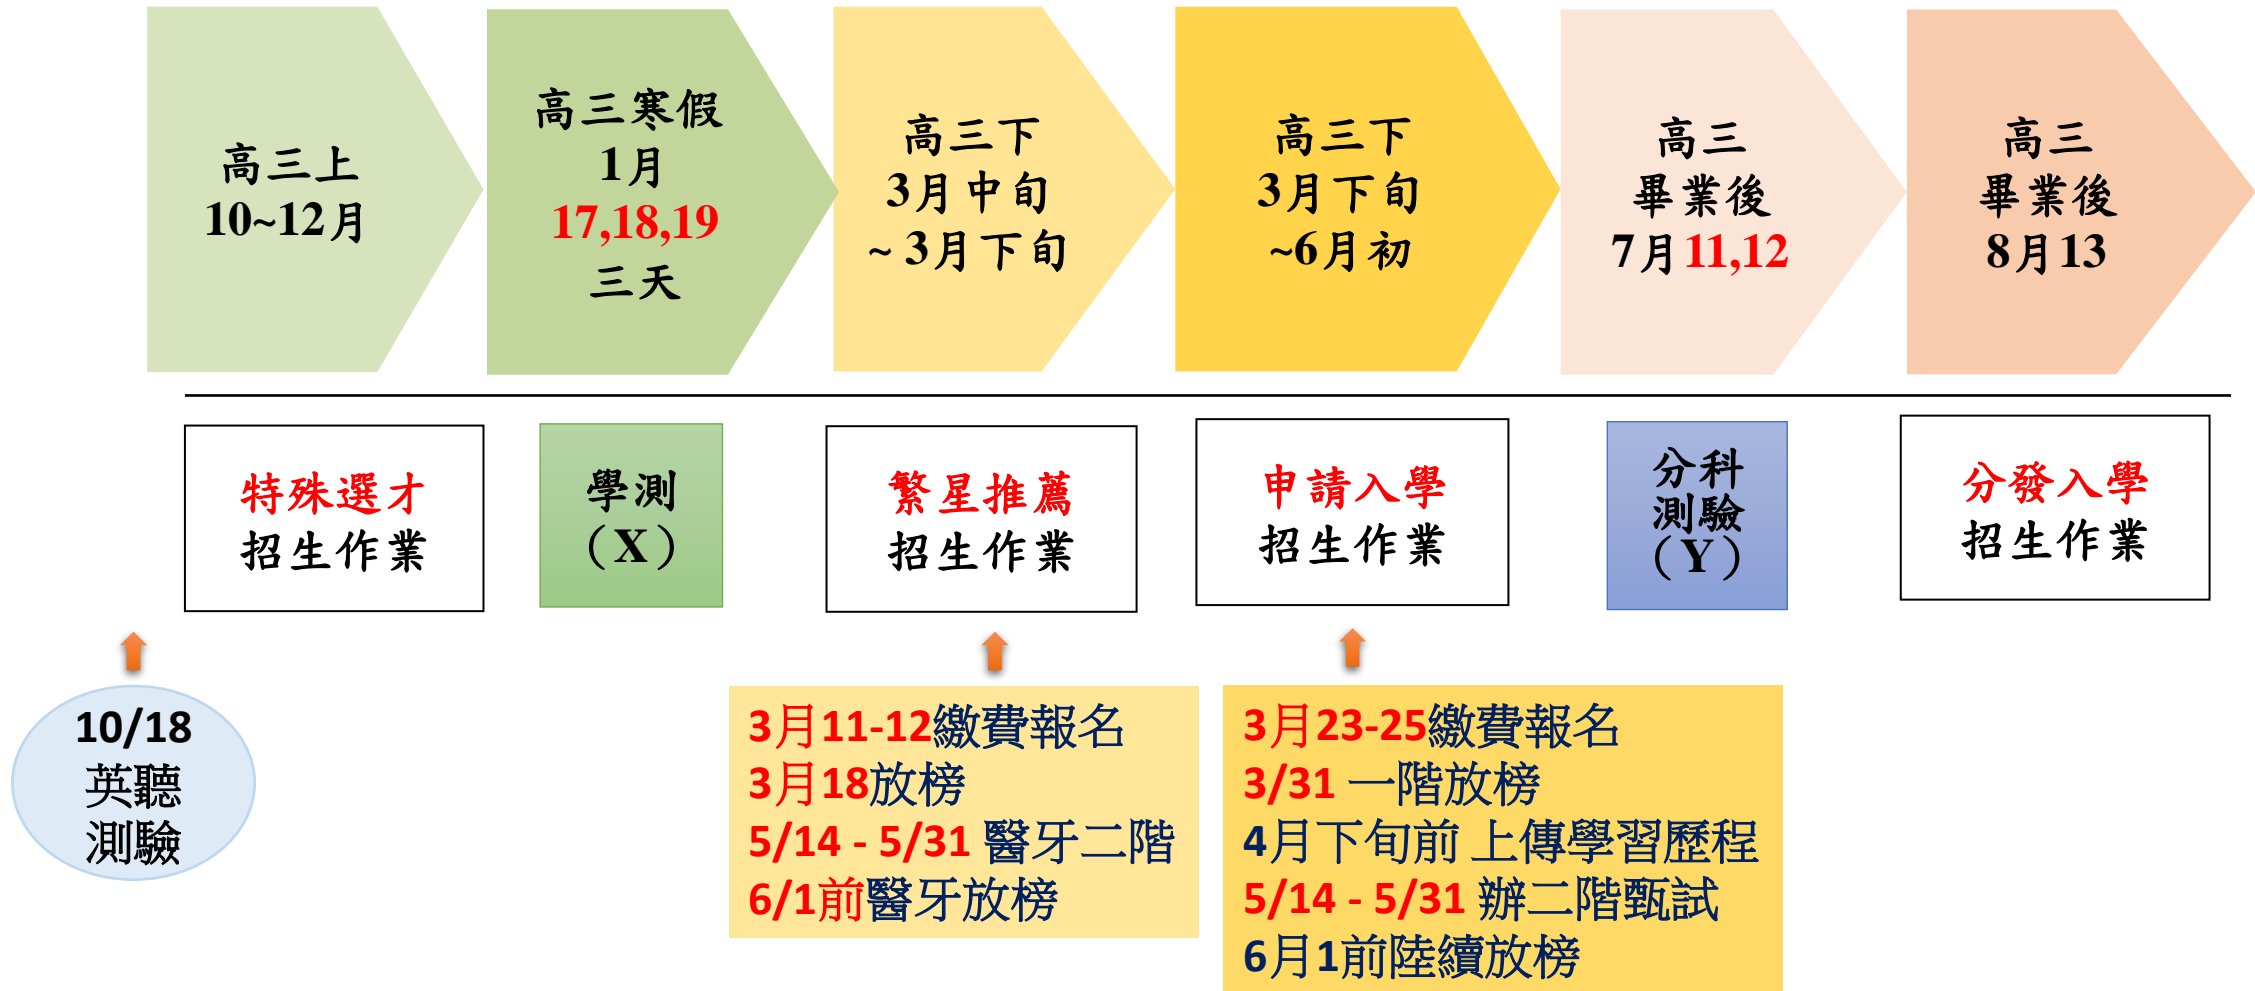 高三上
10~12月
高三寒假
1月
17,18,19
三天
高三下
3月中旬
~ 3月下旬
高三下
3月下旬
~6月初
高三
畢業後
7月11,12
高三
畢業後
8月13
特殊選才
招生作業
學測
（X）
繁星推薦
招生作業
申請入學
招生作業
分科
測驗
（Y）
分發入學
招生作業
10/18
英聽
測驗
3月11-12繳費報名
3月18放榜
5/14 - 5/31 醫牙二階
6/1前醫牙放榜
3月23-25繳費報名
3/31 一階放榜
4月下旬前 上傳學習歷程
5/14 - 5/31 辦二階甄試
6月1前陸續放榜